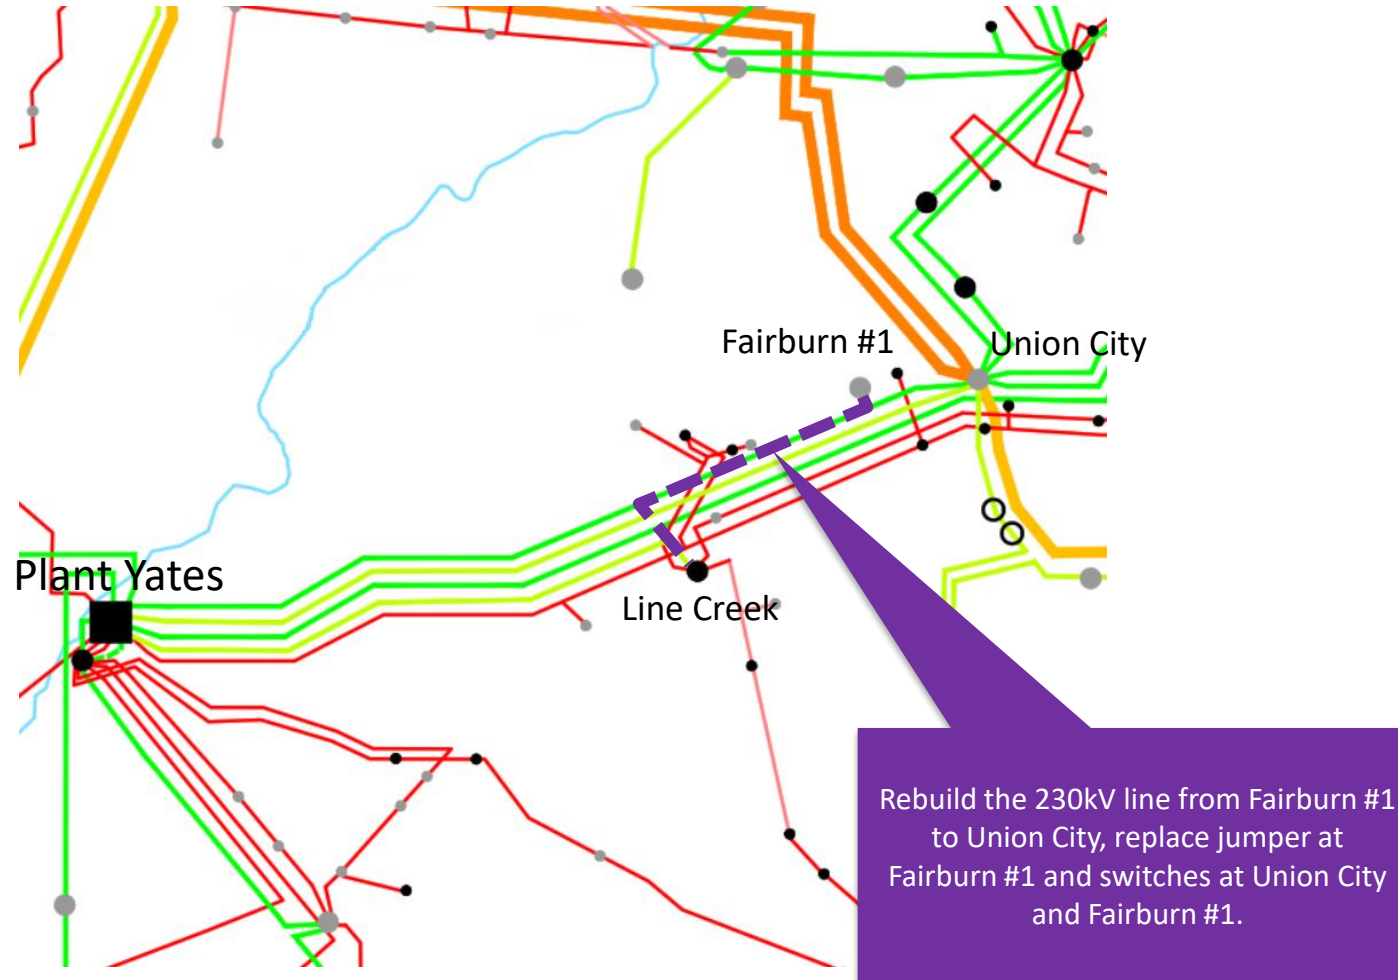 Fairburn #1
Union City
Plant Yates
Line Creek
Rebuild the 230kV line from Fairburn #1
to Union City, replace jumper at
Fairburn #1 and switches at Union City
and Fairburn #1.